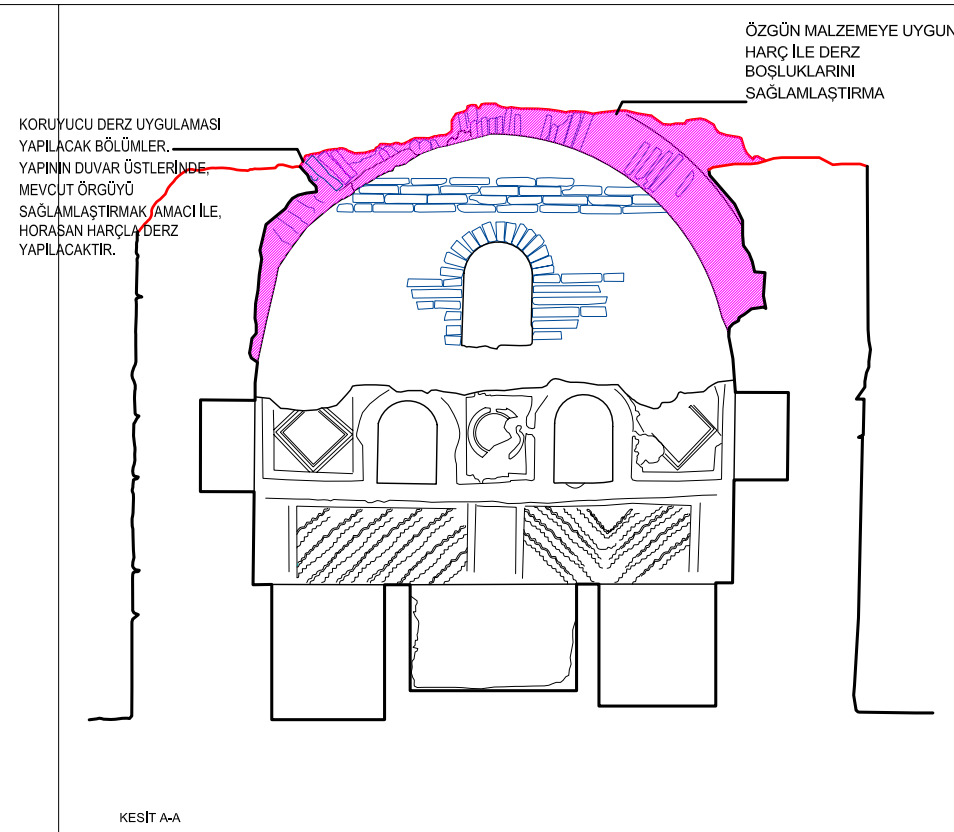 ÖZGÜN MALZEMEYE UYGUN
HARÇ İLE DERZ
BOŞLUKLARINI
SAĞLAMLAŞTIRMA
KORUYUCU DERZ UYGULAMASI
YAPILACAK BÖLÜMLER.
YAPININ DUVAR ÜSTLERİNDE,
MEVCUT ÖRGÜYÜ
SAĞLAMLAŞTIRMAK AMACI İLE,
HORASAN HARÇLA DERZ
YAPILACAKTIR.
KESİT A-A